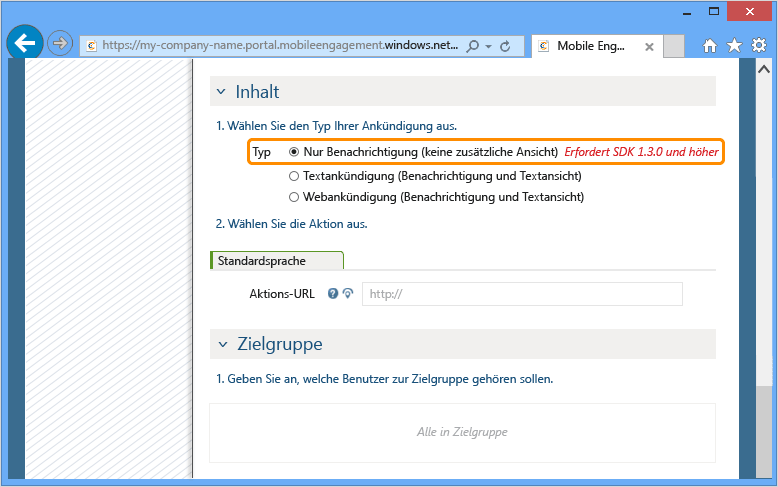 https://my-company-name.portal.mobileengagement.windows.net...
Mobile Eng...
Inhalt
1. Wählen Sie den Typ Ihrer Ankündigung aus.
Typ Nur Benachrichtigung (keine zusätzliche Ansicht) Erfordert SDK 1.3.0 und höher
Textankündigung (Benachrichtigung und Textansicht)
Webankündigung (Benachrichtigung und Textansicht)
2. Wählen Sie die Aktion aus.
Standardsprache
Aktions-URL http://
Zielgruppe
1. Geben Sie an, welche Benutzer zur Zielgruppe gehören sollen.
Alle in Zielgruppe